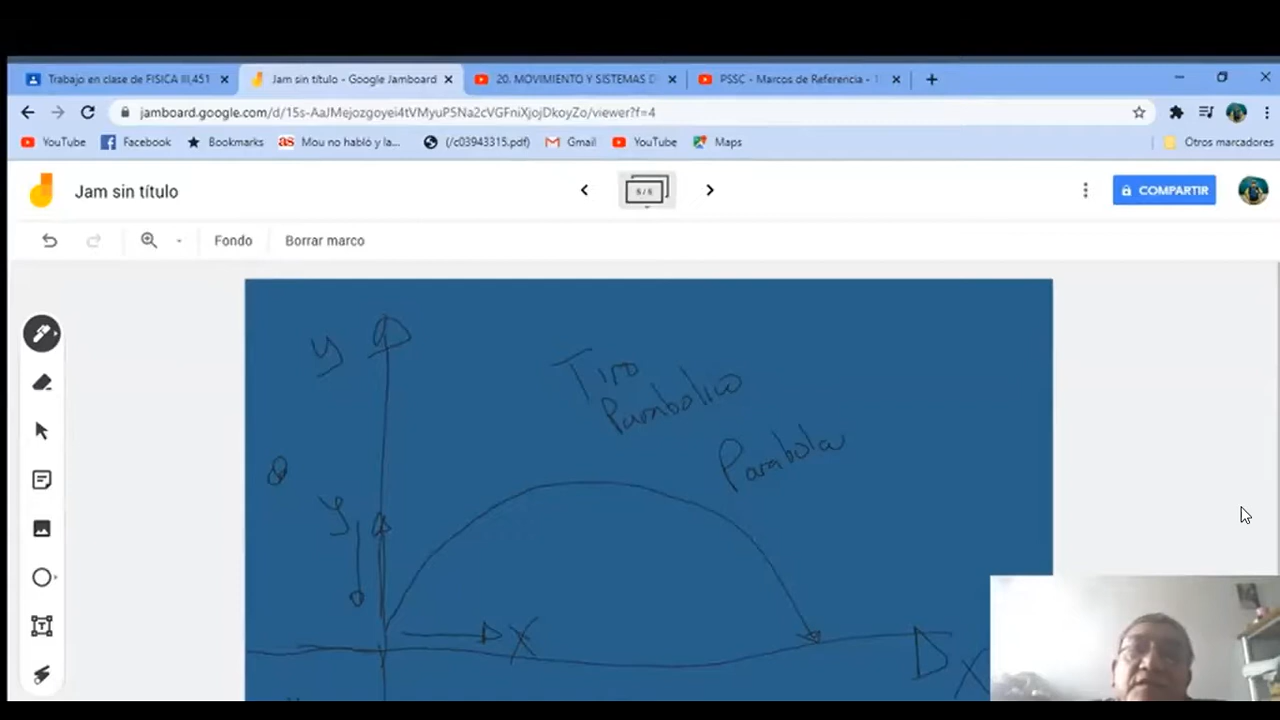 Trabajo en clase de FISICA III,451
Jam sin título - Google Jamboard
20. MOVIMIENTO Y SISTEMAS D
PSSC - Marcos de Referencia - 1
jamboard.google.com/d/15s-AaJMejozgoyei4tVMyuPSNa2cVGFniXjojDkoyZo/viewer?f=4
YouTube
Facebook
Bookmarks
as Mou no habló y la...
(/c03943315.pdf)
Gmail
YouTube
Maps
Otros marcadores
Jam sin título
COMPARTIR
Fondo
Borrar marco
y
Tiro
Parabolico
Parabola
y
X
X